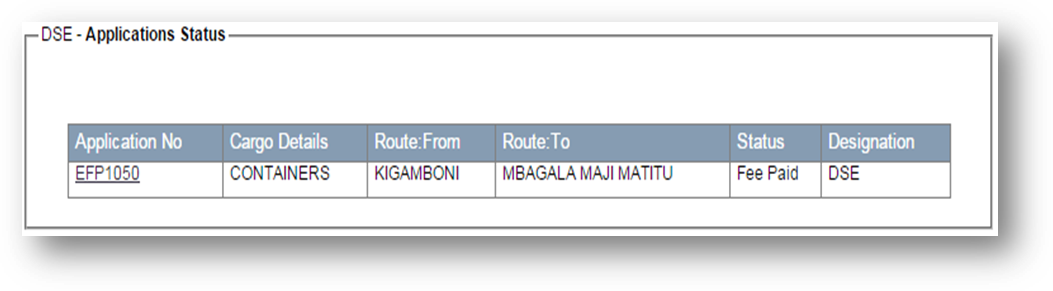 DSE - Applications Status
Application No Cargo Details Route:From Route:To Status Designation
EFP1050 CONTAINERS KIGAMBONI MBAGALA MAJI MATITU Fee Paid DSE